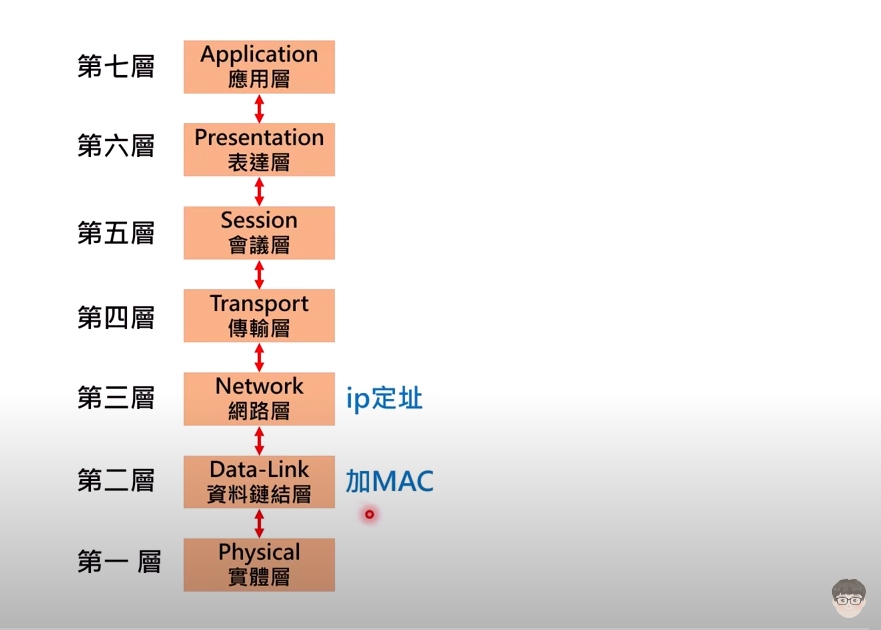 第七層
Application
應用層
第六層
Presentation
表達層
第五層
Session
會議層
第四層
Transport
傳輸層
第三層
Network
網路層
ip定址
第二層
Data-Link
資料鏈結層
加MAC
第一 層
Physical
實體層